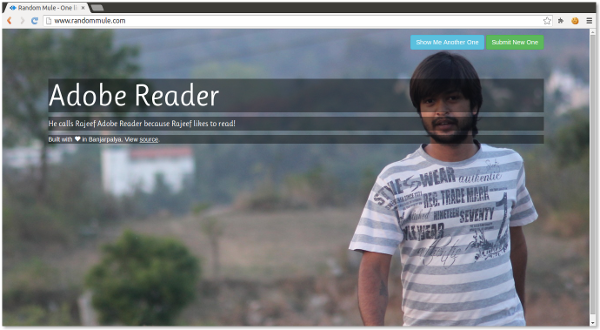 Random Mule - One l
www.randommule.com
Show Me Another One
Submit New One
Adobe Reader
He calls Rajeef Adobe Reader because Rajeef likes to read!
Built with ♥ in Banjarpalya. View source.
STYLE WEAR authentic
REG. TRADE MARK
NINETEEN SEVENTY
WEAR